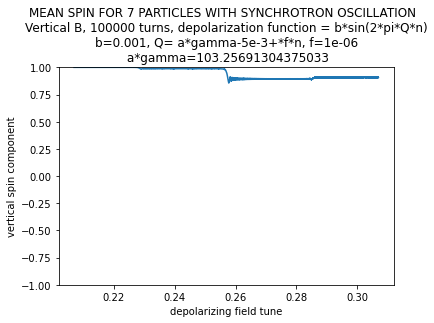 MEAN SPIN FOR 7 PARTICLES WITH SYNCHROTRON OSCILLATION
Vertical B, 100000 turns, depolarization function = b*sin(2*pi*Q*n)
b=0.001, Q= a*gamma-5e-3+*f*n, f=1e-06
a*gamma=103.25691304375033
1.00
0.75
0.50
0.25
0.00
−0.25
−0.50
−0.75
−1.00
vertical spin component
0.22 0.24 0.26 0.28 0.30
depolarizing field tune